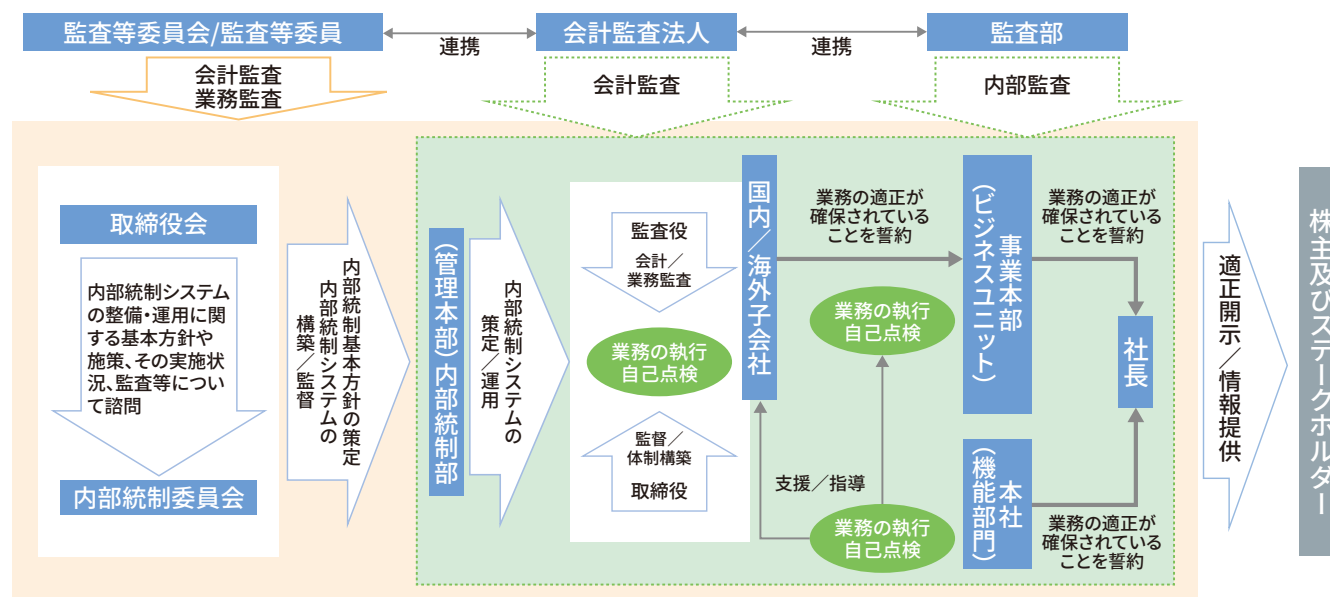 監査等委員会/監査等委員
連携
会計監査法人
連携
監査部
会計監査
業務監査
会計監査
内部監査
取締役会
内部統制システム
の整備・運用に関
する基本方針や
施策、その実施状
況、監査等につい
て諮問
内部統制委員会
内部統制基本方針の策定
内部統制システムの
構築／監督
(管理本部)内部統制部
内部統制システムの
策定／運用
監査役
会計／
業務監査
業務の執行
自己点検
監督／
体制構築
取締役
国内／海外子会社
業務の適正が
確保されている
ことを誓約
業務の執行
自己点検
支援／指導
業務の執行
自己点検
事業本部
(ビジネスユニット)
本社
(機能部門)
業務の適正が
確保されている
ことを誓約
社長
業務の適正が
確保されている
ことを誓約
適正開示／情報提供
株主及びステークホルダー